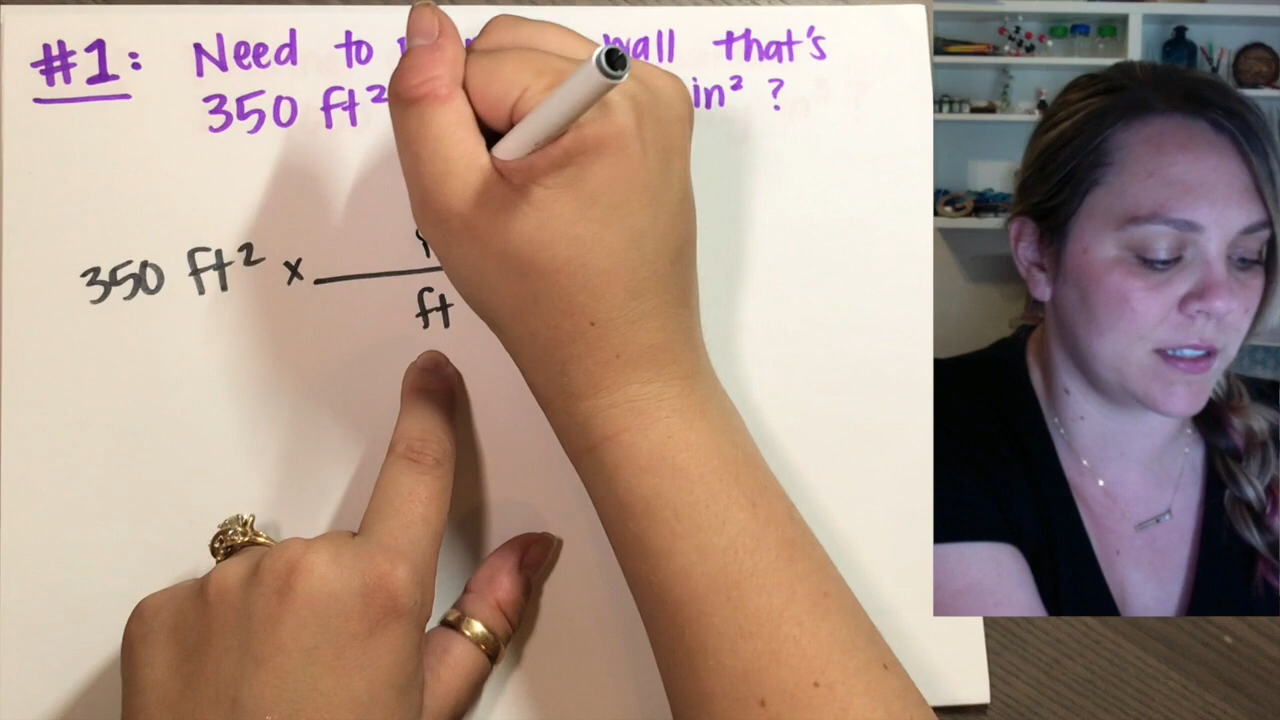 #1: Need to wall that's
350 ft² in² ?
350 ft² x
ft